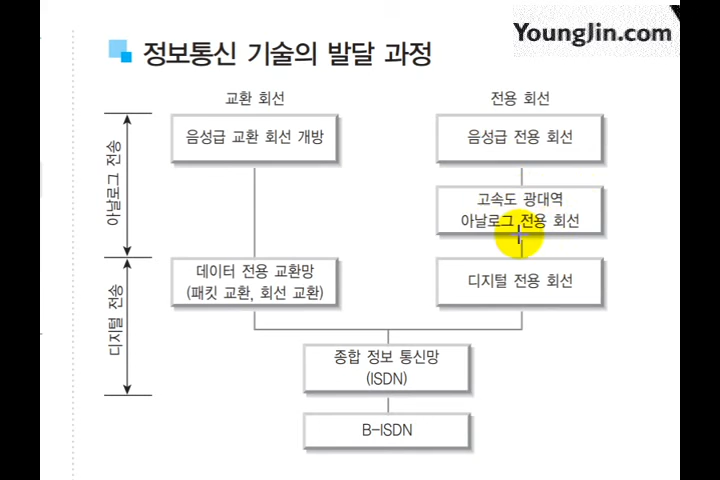 YoungJin.com
정보통신 기술의 발달 과정
교환 회선
전용 회선
음성급 교환 회선 개방
음성급 전용 회선
아날로그 전송
고속도 광대역
아날로그 전용 회선
데이터 전용 교환망
(패킷 교환, 회선 교환)
디지털 전용 회선
디지털 전송
종합 정보 통신망
(ISDN)
B-ISDN